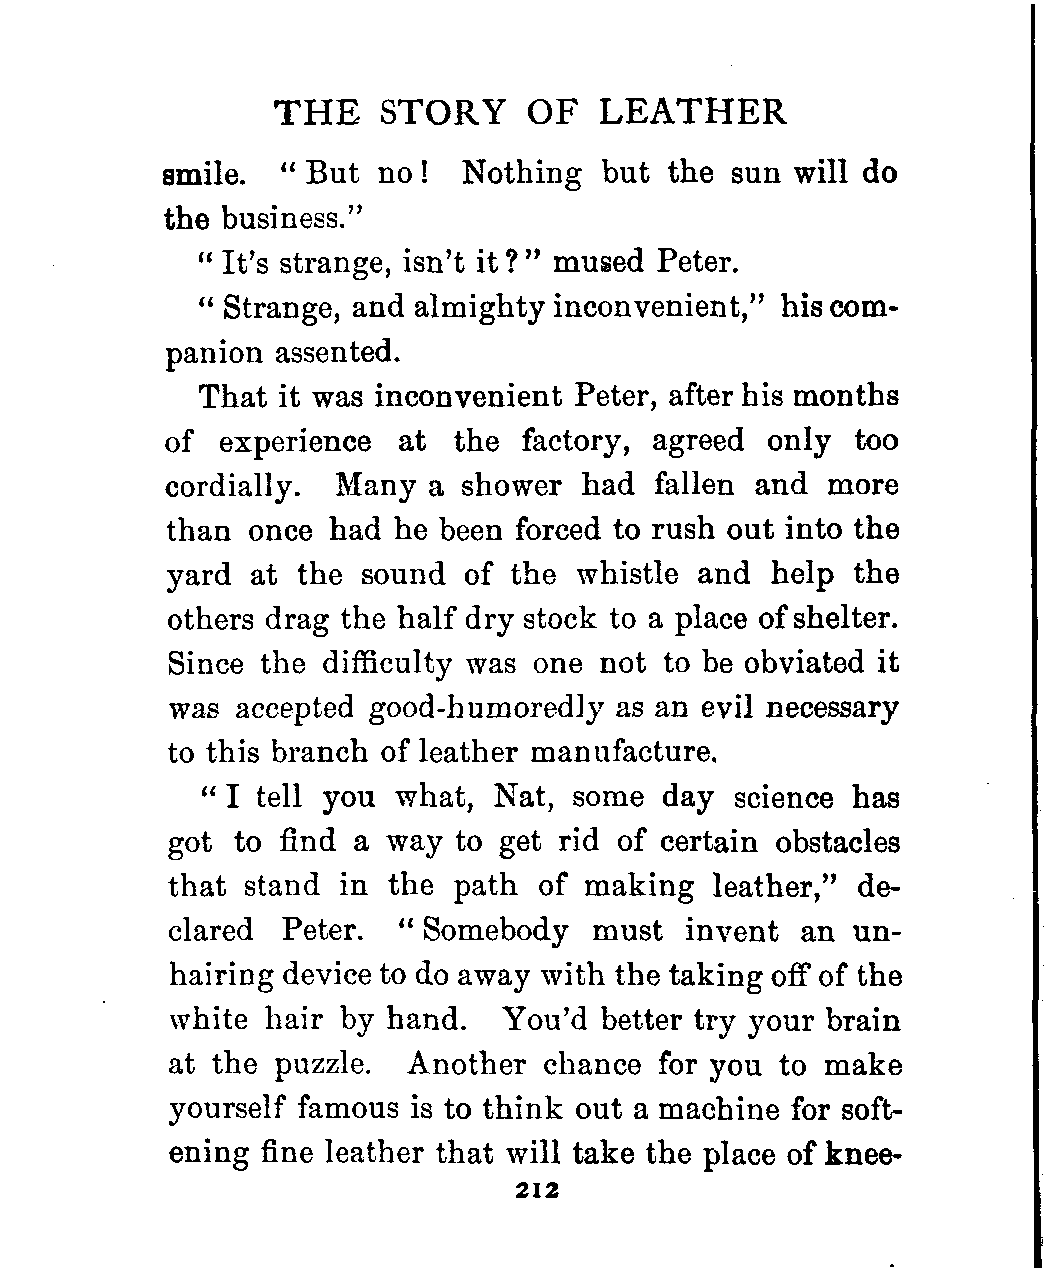 THE STORY OF LEATHER
smile. “ But no! Nothing but the sun will do
the business.”
“ It’s strange, isn’t it?” mused Peter.
“ Strange, and almighty inconvenient,” his com-
panion assented.
That it was inconvenient Peter, after his months
of experience at the factory, agreed only too
cordially. Many a shower had fallen and more
than once had he been forced to rush out into the
yard at the sound of the whistle and help the
others drag the half dry stock to a place of shelter.
Since the difficulty was one not to be obviated it
was accepted good-humoredly as an evil necessary
to this branch of leather manufacture.
“ I tell you what, Nat, some day science has
got to find a way to get rid of certain obstacles
that stand in the path of making leather,” de-
clared Peter. “ Somebody must invent an un-
hairing device to do away with the taking off of the
white hair by hand. You’d better try your brain
at the puzzle. Another chance for you to make
yourself famous is to think out a machine for soft-
ening fine leather that will take the place of knee-
212